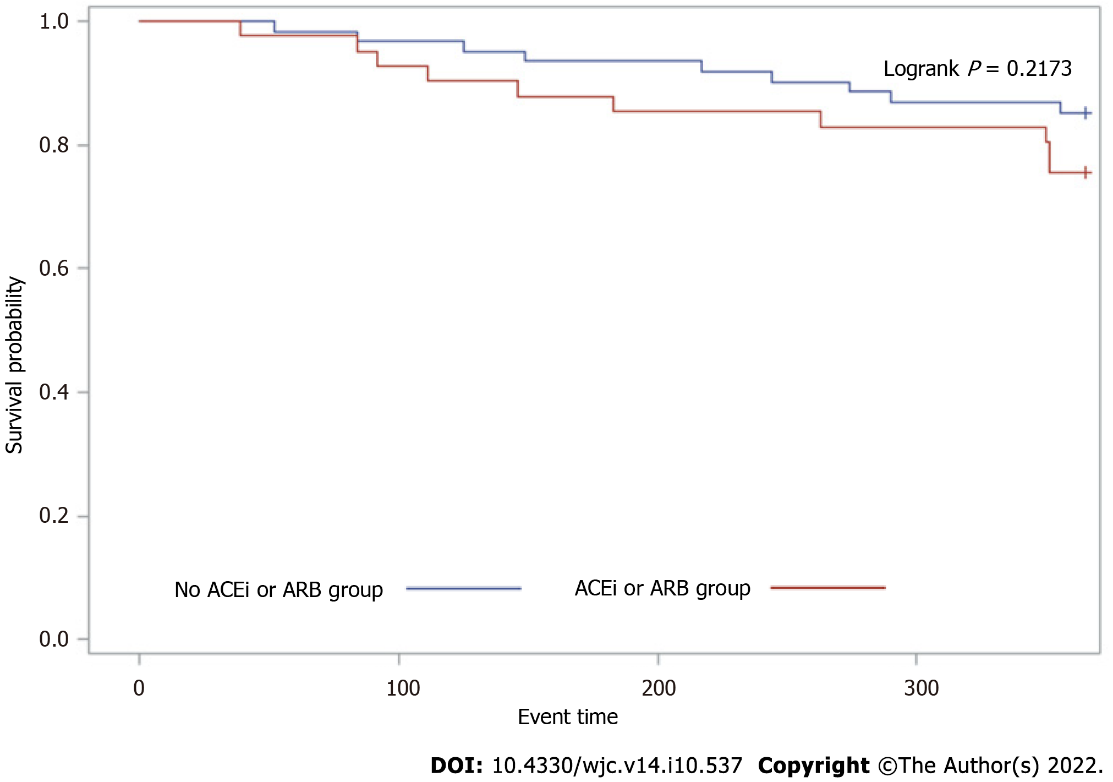 1.0
Logrank P = 0.2173
0.8
0.6
Survival probability
0.4
0.2
No ACEi or ARB group
ACEi or ARB group
0.0
0
100
200
300
Event time
DOI: 10.4330/wjc.v14.i10.537 Copyright ©The Author(s) 2022.